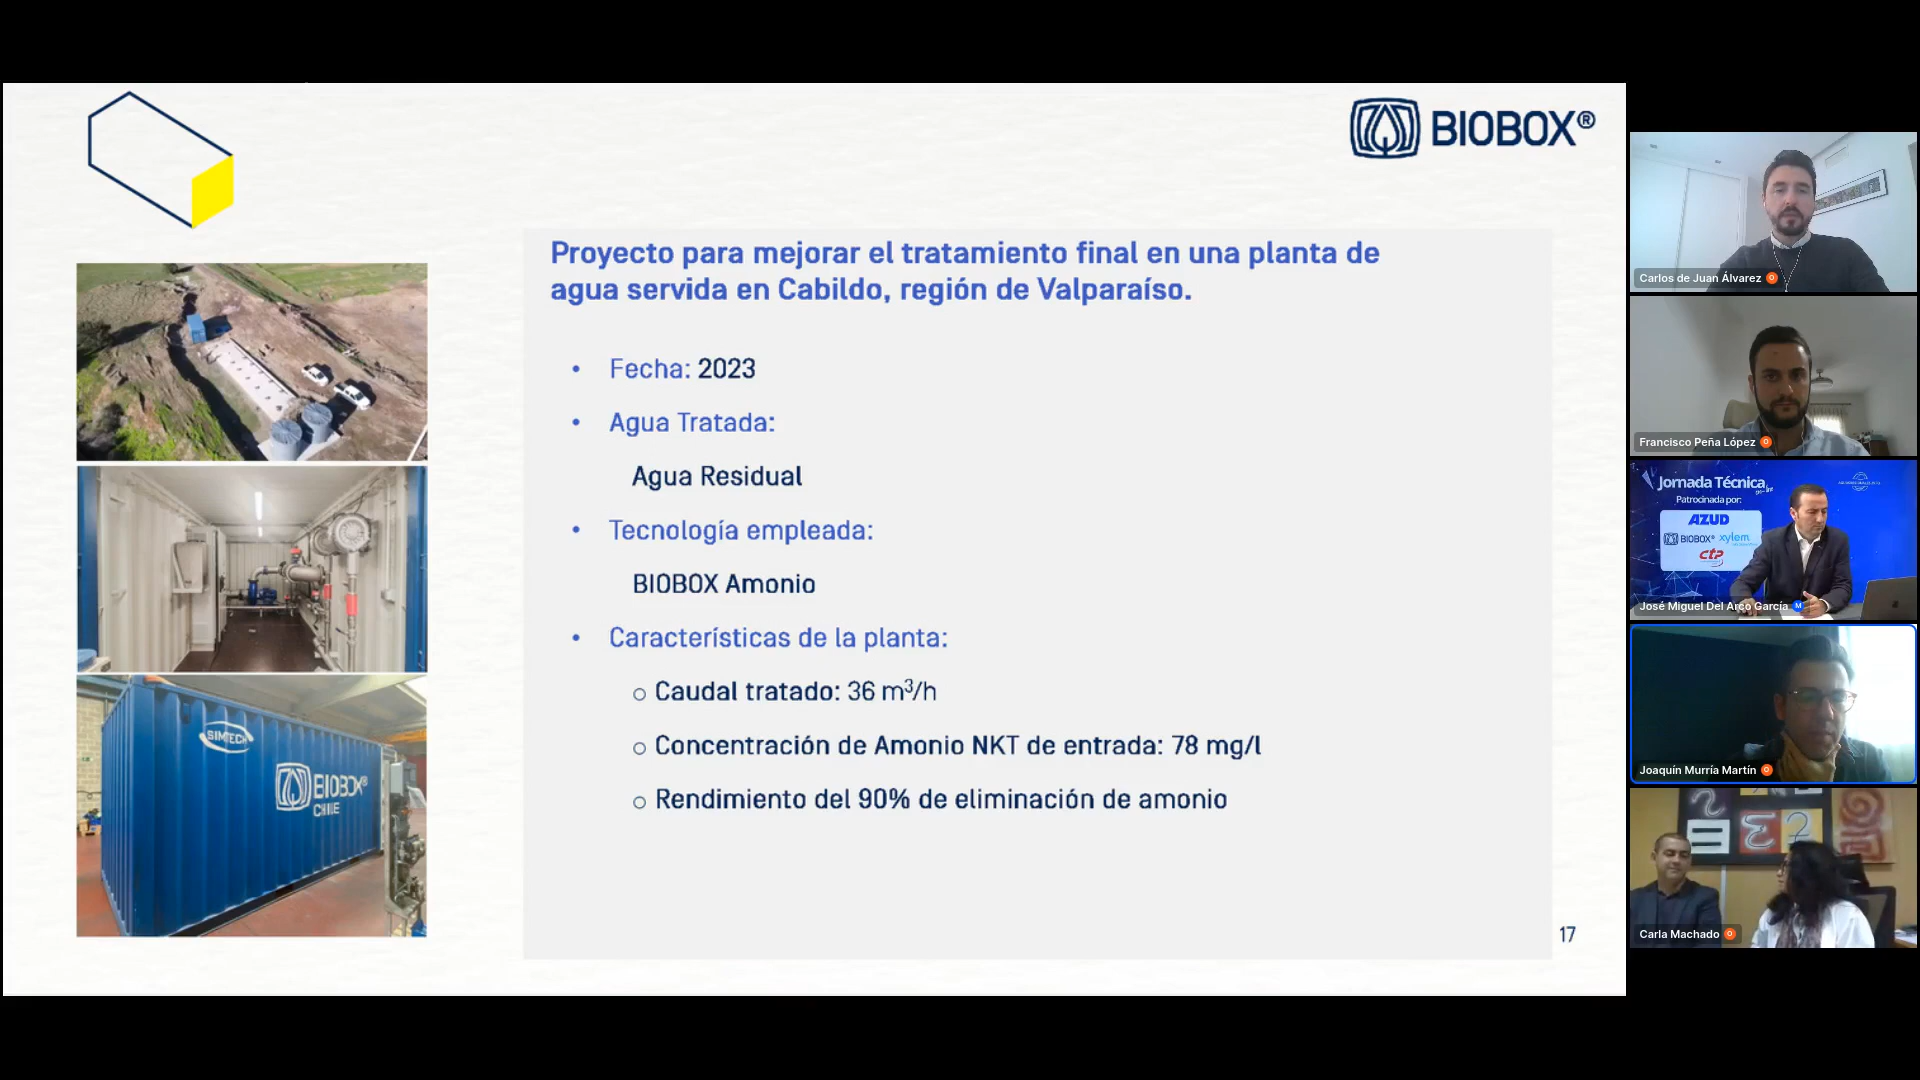 BIOBOX®
Proyecto para mejorar el tratamiento final en una planta de
agua servida en Cabildo, región de Valparaíso.
• Fecha: 2023
• Agua Tratada:
Agua Residual
• Tecnología empleada:
BIOBOX Amonio
• Características de la planta:
o Caudal tratado: 36 m³/h
o Concentración de Amonio NKT de entrada: 78 mg/l
o Rendimiento del 90% de eliminación de amonio
17
SIMTECH
BIOBOX®
CHILE
Carlos de Juan Álvarez
Francisco Peña López
Jornada Técnica
on-line
Patrocinada por:
AZUD
BIOBOX® xylem
ctp
José Miguel Del Arco García
Joaquín Murría Martín
Carla Machado